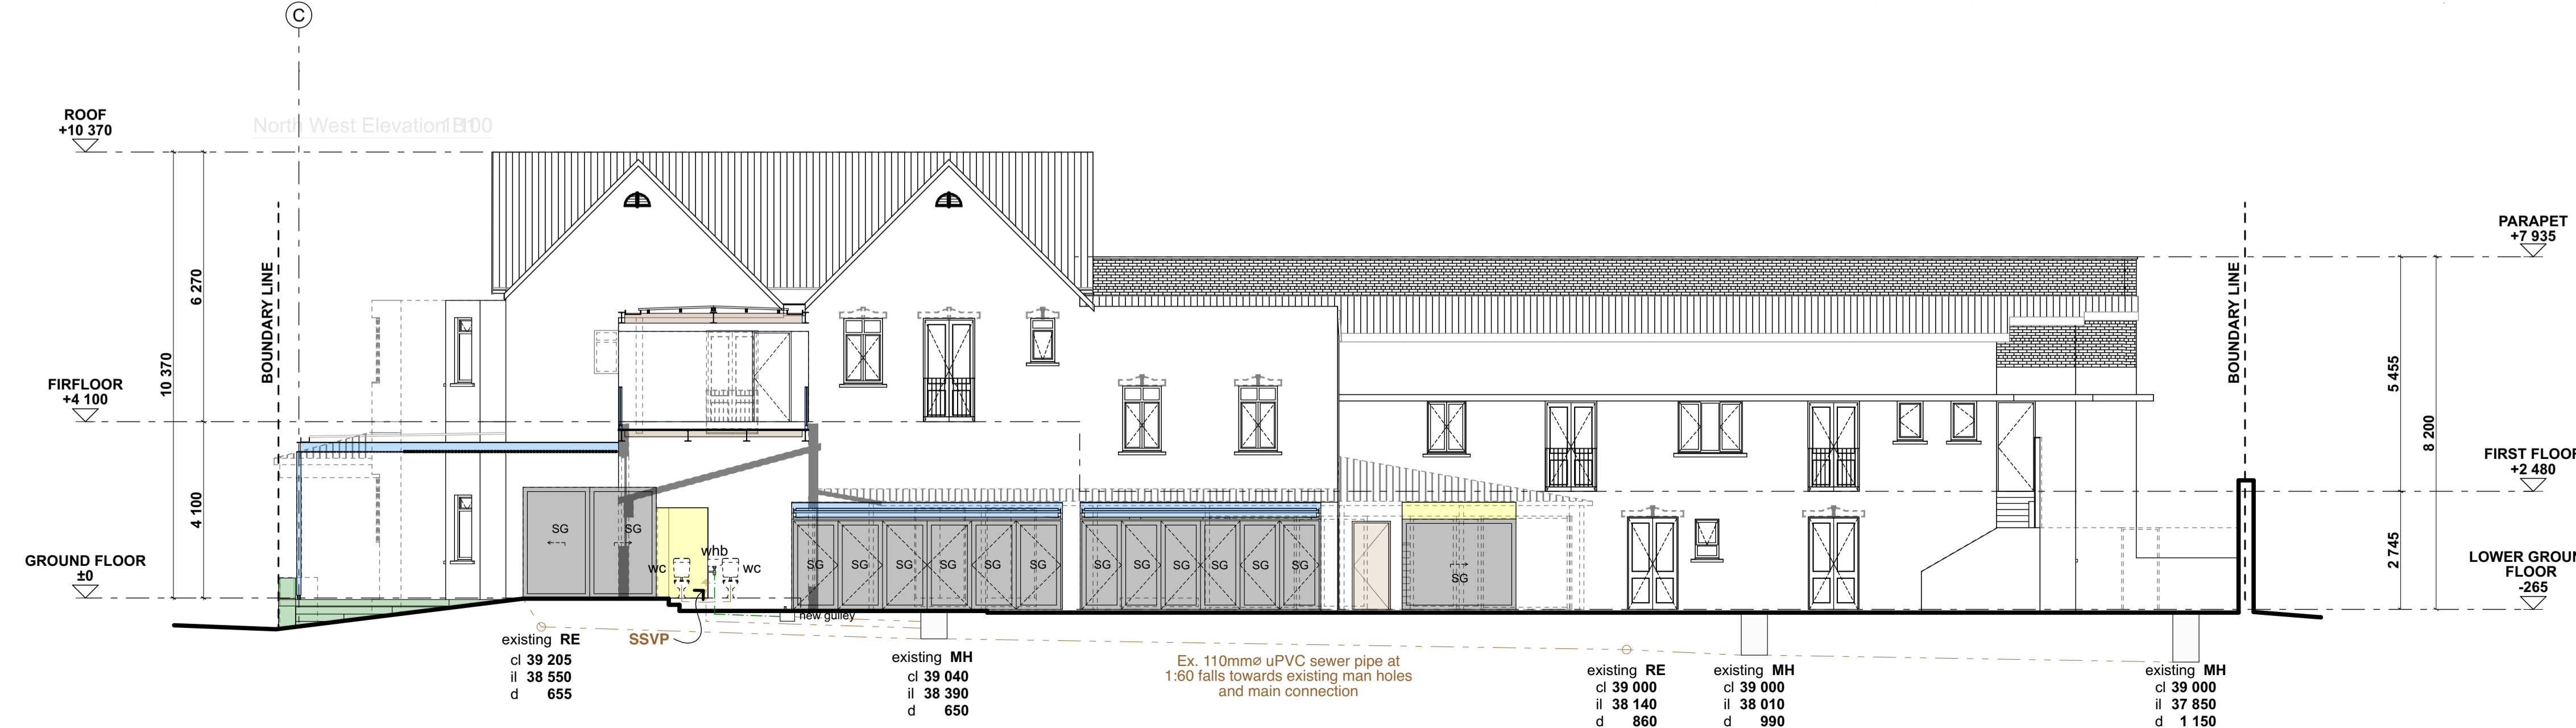 C
North West Elevation B
1:100
ROOF
+10 370
FIRFLOOR
+4 100
GROUND FLOOR
±0
10 370
6 270
4 100
BOUNDARY LINE
BOUNDARY LINE
PARAPET
+7 935
FIRST FLOOR
+2 480
LOWER GROUN
FLOOR
-265
5 455
8 200
2 745
SG
SG
whb
wc
wc
SG
SG
SG
SG
SG
SG
SG
SG
SG
SG
SG
SG
SG
new gulley
SSVP
existing RE
cl 39 205
il 38 550
d 655
existing MH
cl 39 040
il 38 390
d 650
Ex. 110mm⌀ uPVC sewer pipe at
1:60 falls towards existing man holes
and main connection
existing RE
cl 39 000
il 38 140
d 860
existing MH
cl 39 000
il 38 010
d 990
existing MH
cl 39 000
il 37 850
d 1 150